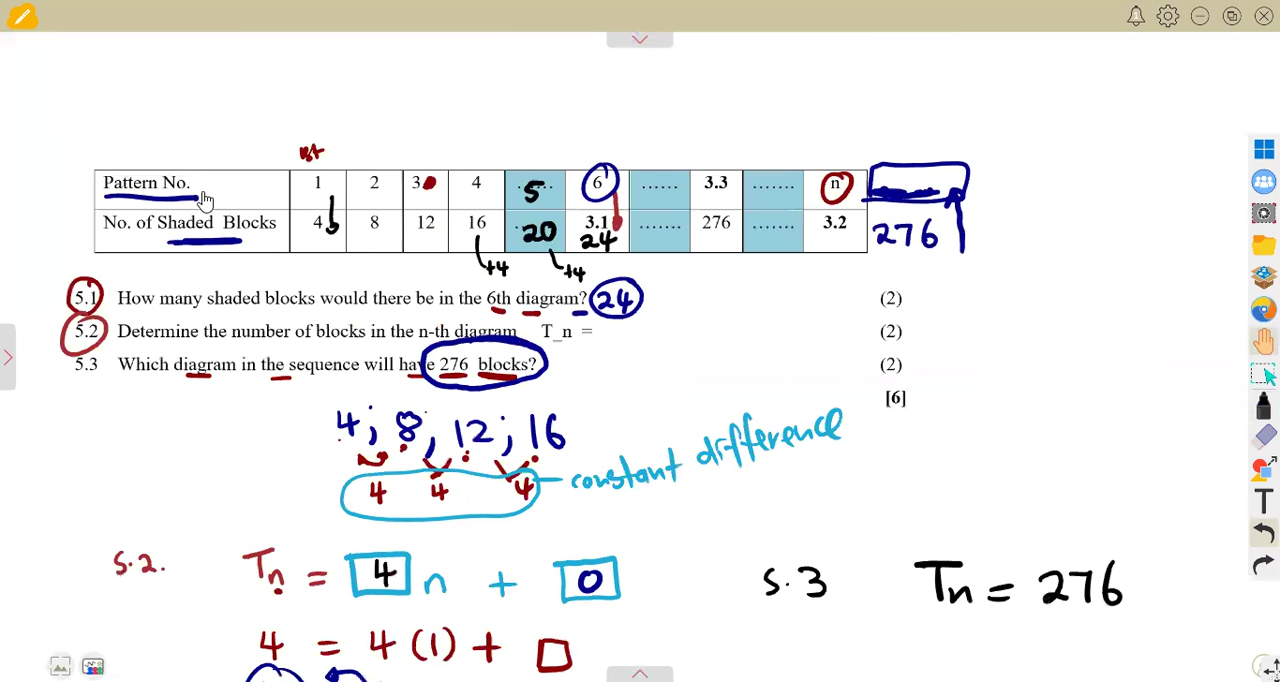 1st
Pattern No. 1 2 3 4 5 6 ...... 3.3 ....... n
No. of Shaded Blocks 4 8 12 16 20 3.1 ....... 276 ....... 3.2 276
24
+4 +4
5.1 How many shaded blocks would there be in the 6th diagram? 24 (2)
5.2 Determine the number of blocks in the n-th diagram T_n = (2)
5.3 Which diagram in the sequence will have 276 blocks? (2)
[6]
4; 8; 12; 16
4 4 4 constant difference
5.2. Tn = 4 n + 0
5.3 Tn = 276
4 = 4 (1) +